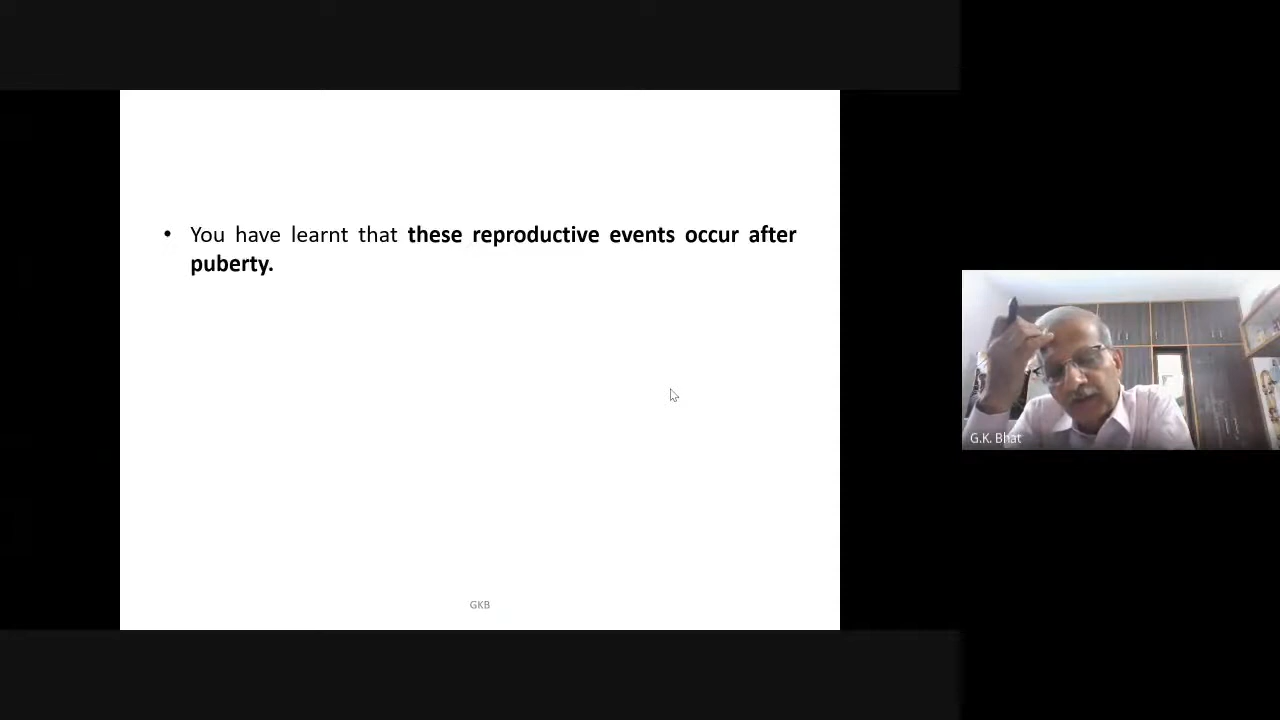 • You have learnt that these reproductive events occur after
puberty.
G.K. Bhat
GKB